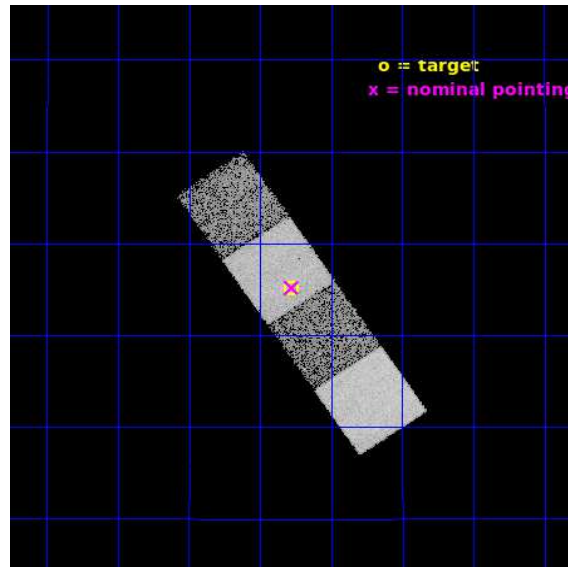 o = target
x = nominal pointing